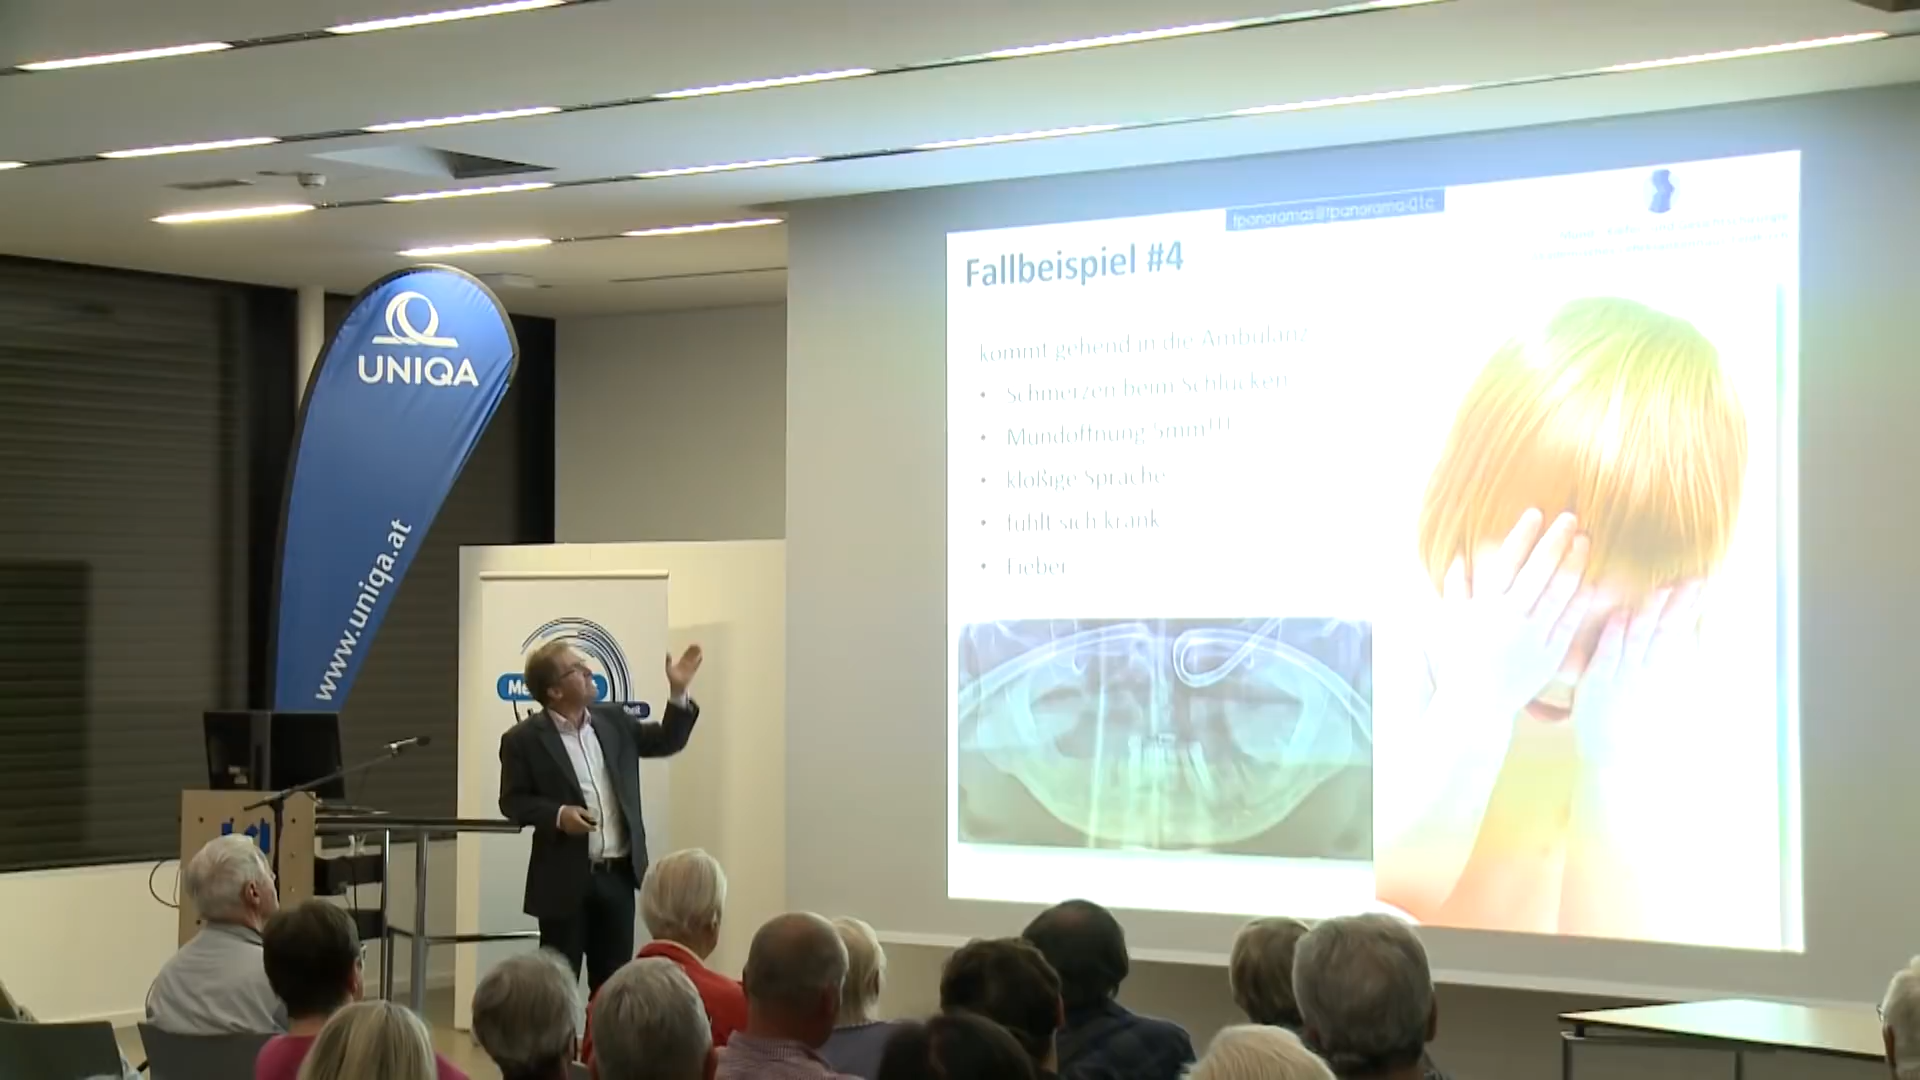 UNIQA
www.uniqa.at
Fallbeispiel #4
kommt gehend in die Ambulanz
• Schmerzen beim Schlucken
• Mundöffnung 5mm!!!
• kloßige Sprache
• fühlt sich krank
• Fieber